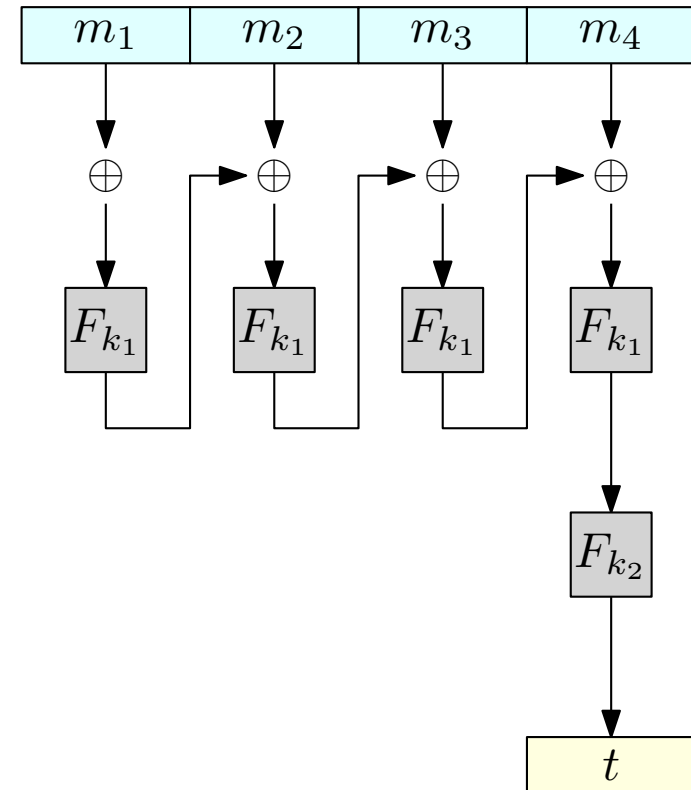 m₁ m₂ m₃ m₄
⊕ ⊕ ⊕ ⊕
Fₖ₁ Fₖ₁ Fₖ₁ Fₖ₁
Fₖ₂
t